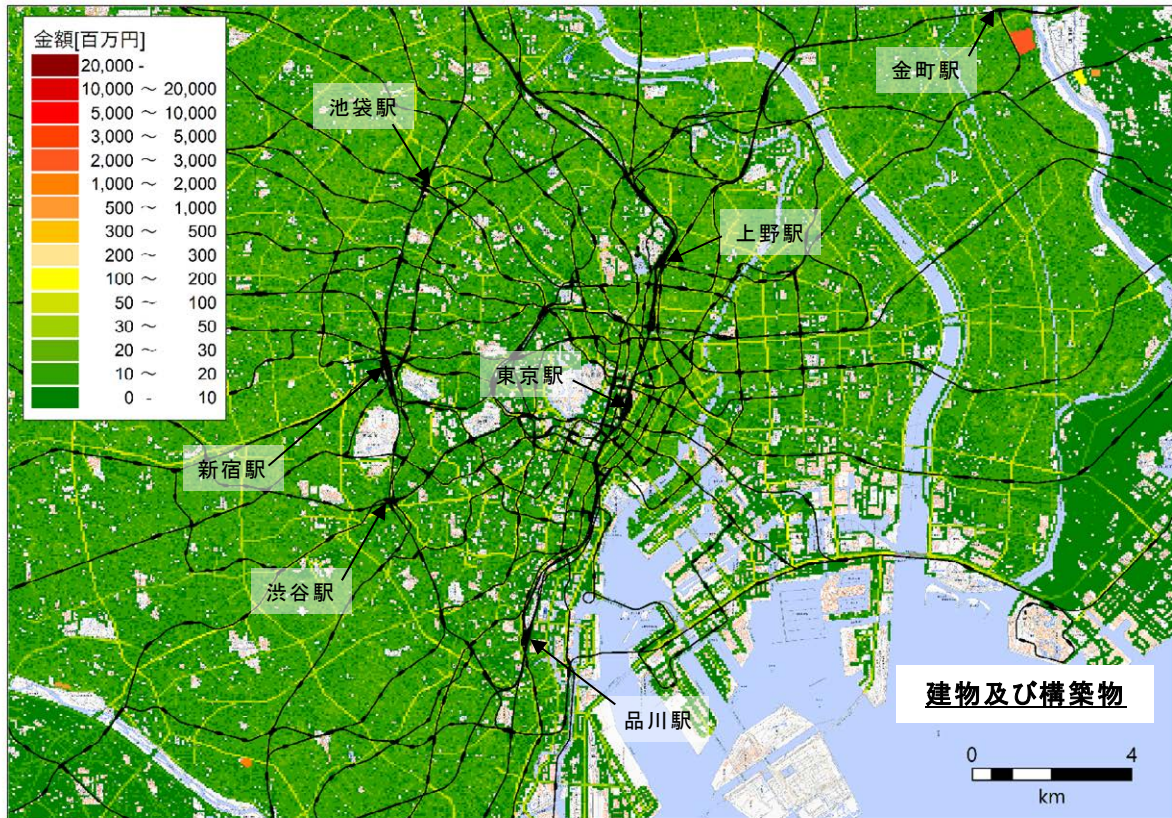 金額[百万円]
20,000 -
10,000 ～ 20,000
5,000 ～ 10,000
3,000 ～ 5,000
2,000 ～ 3,000
1,000 ～ 2,000
500 ～ 1,000
300 ～ 500
200 ～ 300
100 ～ 200
50 ～ 100
30 ～ 50
20 ～ 30
10 ～ 20
0 - 10
金町駅
池袋駅
上野駅
東京駅
新宿駅
渋谷駅
品川駅
建物及び構築物
0 4
km